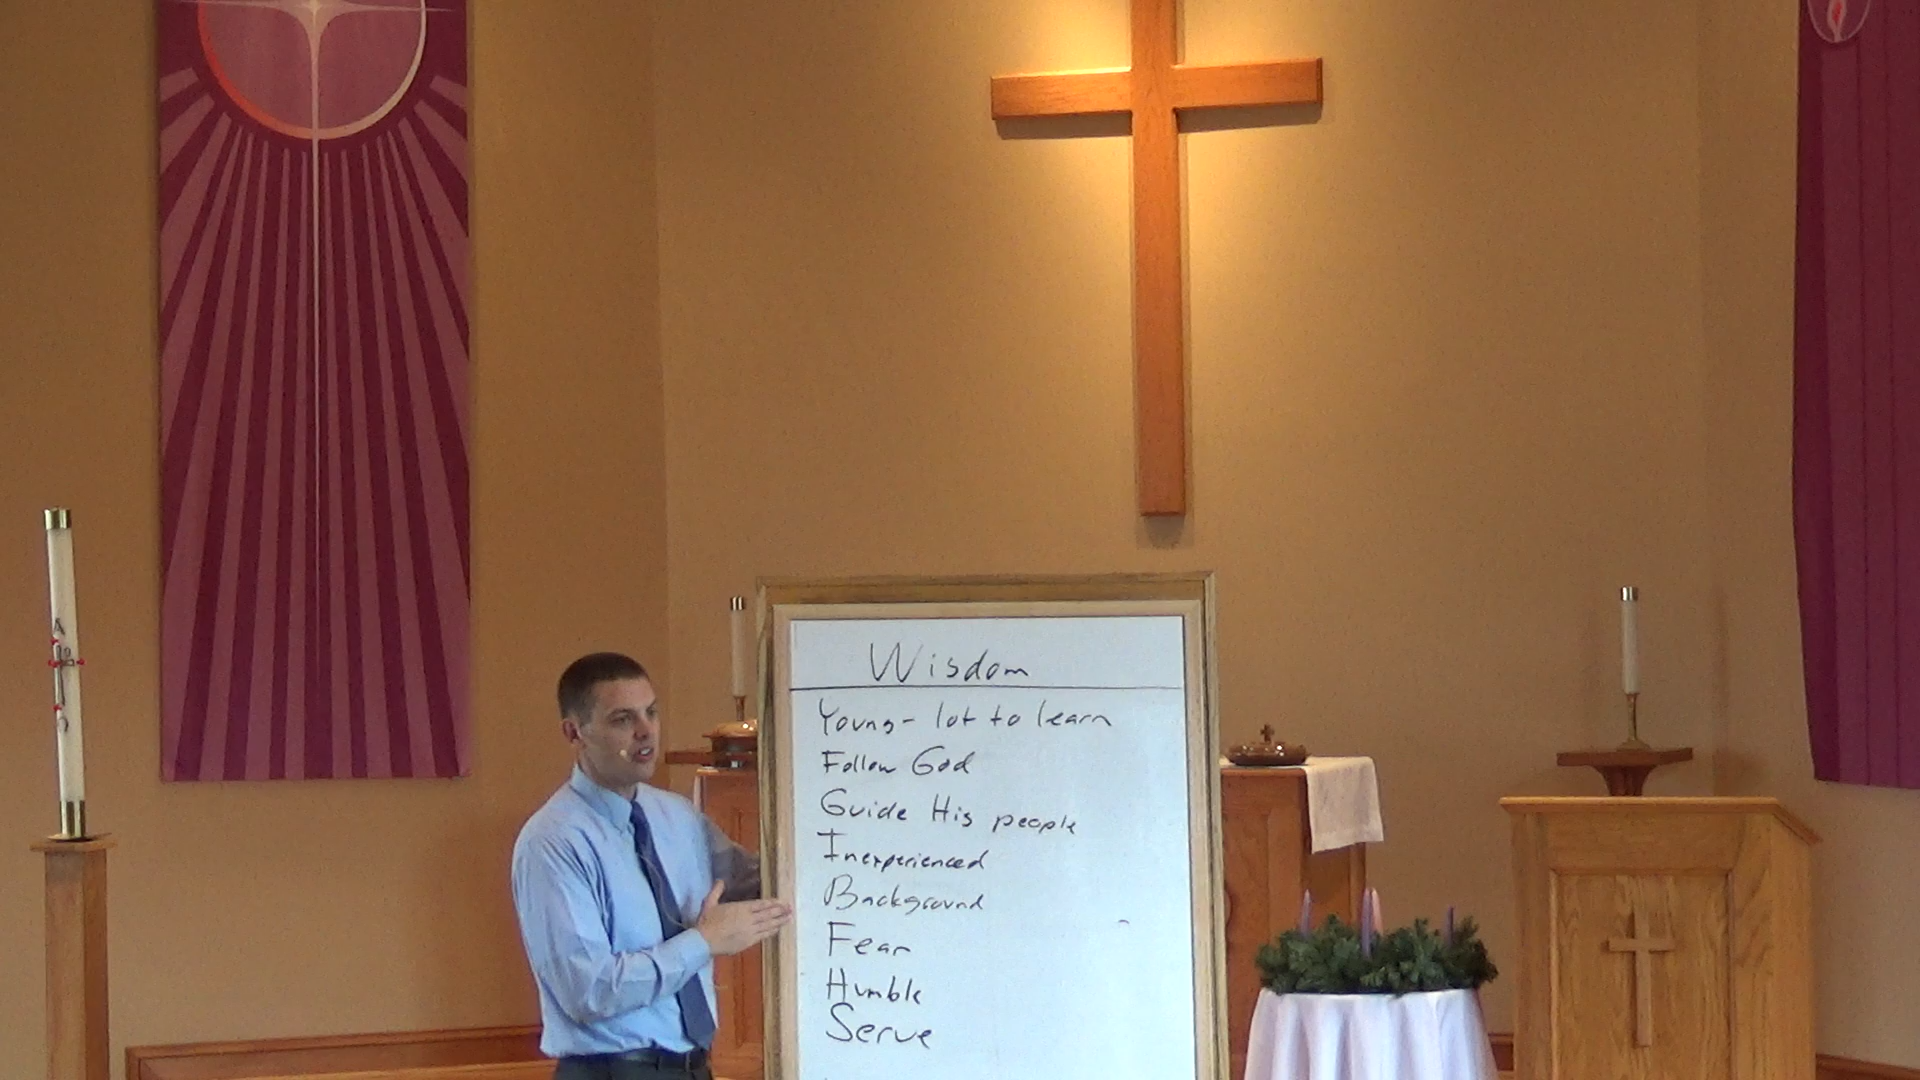 Wisdom
Young - lot to learn
Follow God
Guide His people
Inexperienced
Background
Fear
Humble
Serve
A
Ω